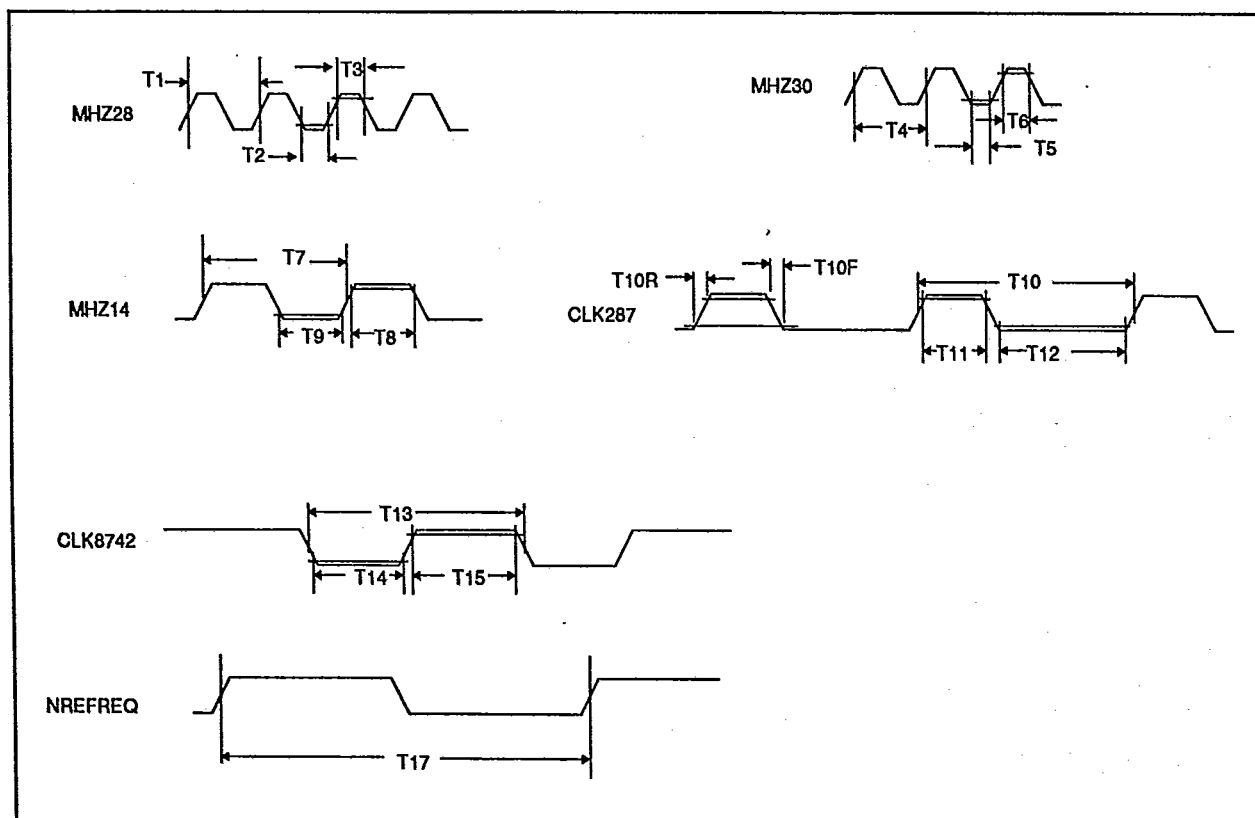 T1
T3
MHZ28
T2
MHZ30
T4
T6
T5
T7
MHZ14
T9
T8
T10R
T10F
T10
CLK287
T11
T12
T13
CLK8742
T14
T15
NREFREQ
T17